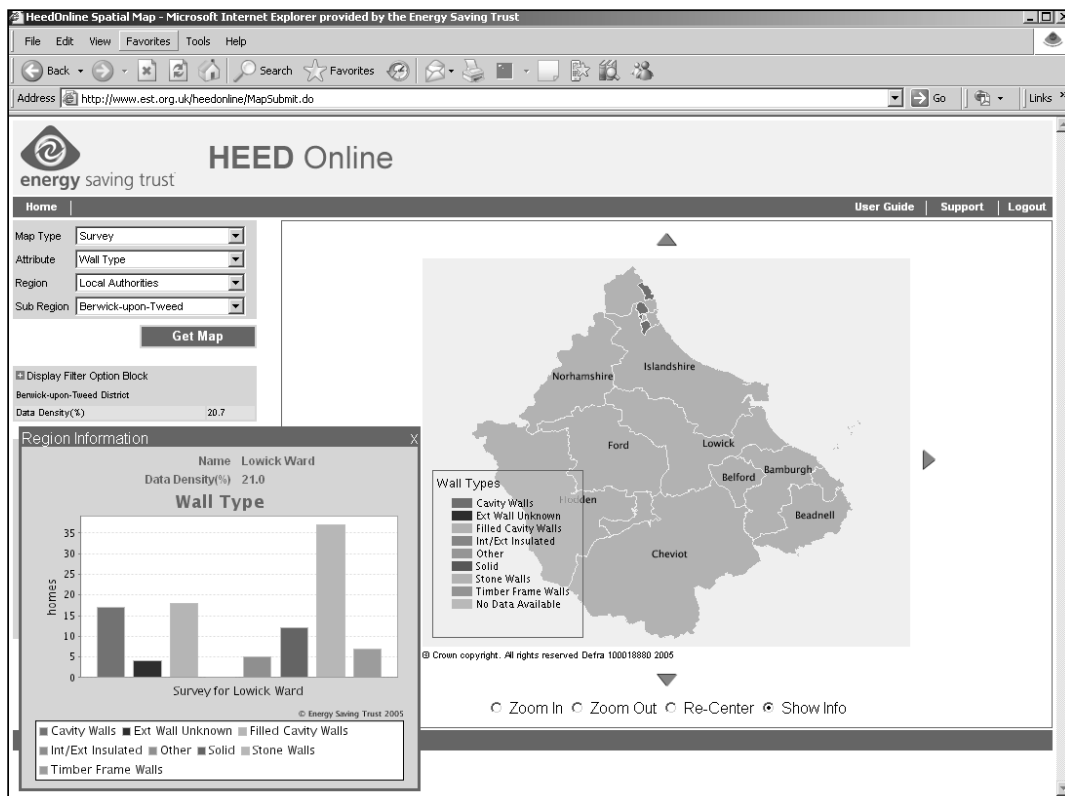 HeedOnline Spatial Map - Microsoft Internet Explorer provided by the Energy Saving Trust
File Edit View Favorites Tools Help
Back Search Favorites
Address http://www.est.org.uk/heedonline/MapSubmit.do Go Links »
energy saving trust
HEED Online
Home User Guide Support Logout
Map Type Survey
Attribute Wall Type
Region Local Authorities
Sub Region Berwick-upon-Tweed
Get Map
Display Filter Option Block
Berwick-upon-Tweed District
Data Density(%) 20.7
Region Information X
Name Lowick Ward
Data Density(%) 21.0
Wall Type
homes
35
30
25
20
15
10
5
0
Survey for Lowick Ward
© Energy Saving Trust 2005
Cavity Walls Ext Wall Unknown Filled Cavity Walls
Int/Ext Insulated Other Solid Stone Walls
Timber Frame Walls
Islandshire
Norhamshire
Ford
Lowick
Bamburgh
Belford
Beadnell
Cheviot
Wall Types
Cavity Walls
Ext Wall Unknown
Filled Cavity Walls
Int/Ext Insulated
Other
Solid
Stone Walls
Timber Frame Walls
No Data Available
© Crown copyright. All rights reserved Defra 100018880 2005
Zoom In Zoom Out Re-Center Show Info